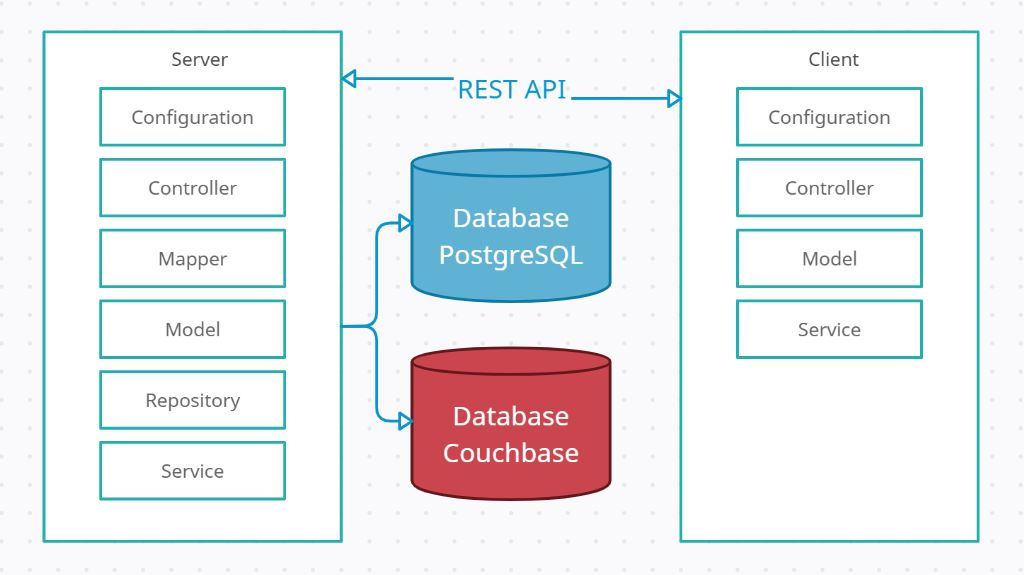 Server
Configuration
Controller
Mapper
Model
Repository
Service
REST API
Database
PostgreSQL
Database
Couchbase
Client
Configuration
Controller
Model
Service